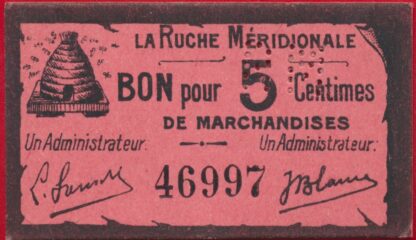 LA RUCHE MÉRIDIONALE
BON pour 5 Centimes
DE MARCHANDISES
Un Administrateur. Un Administrateur.
46997